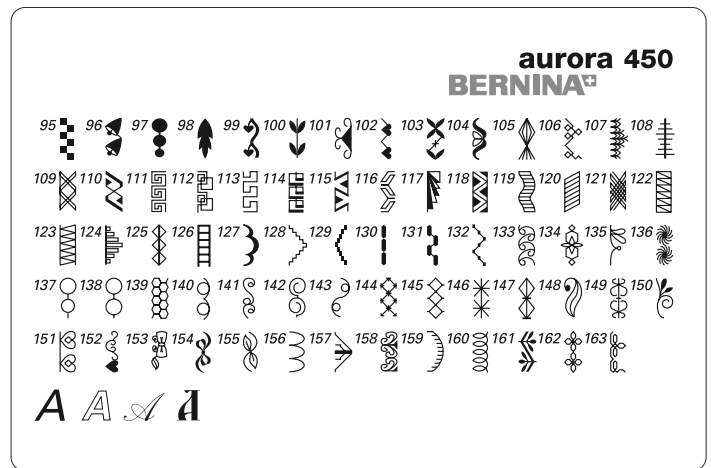 aurora 450
BERNINA
95 96 97 98 99 100 101 102 103 104 105 106 107 108
109 110 111 112 113 114 115 116 117 118 119 120 121 122
123 124 125 126 127 128 129 130 131 132 133 134 135 136
137 138 139 140 141 142 143 144 145 146 147 148 149 150
151 152 153 154 155 156 157 158 159 160 161 162 163
A A A A